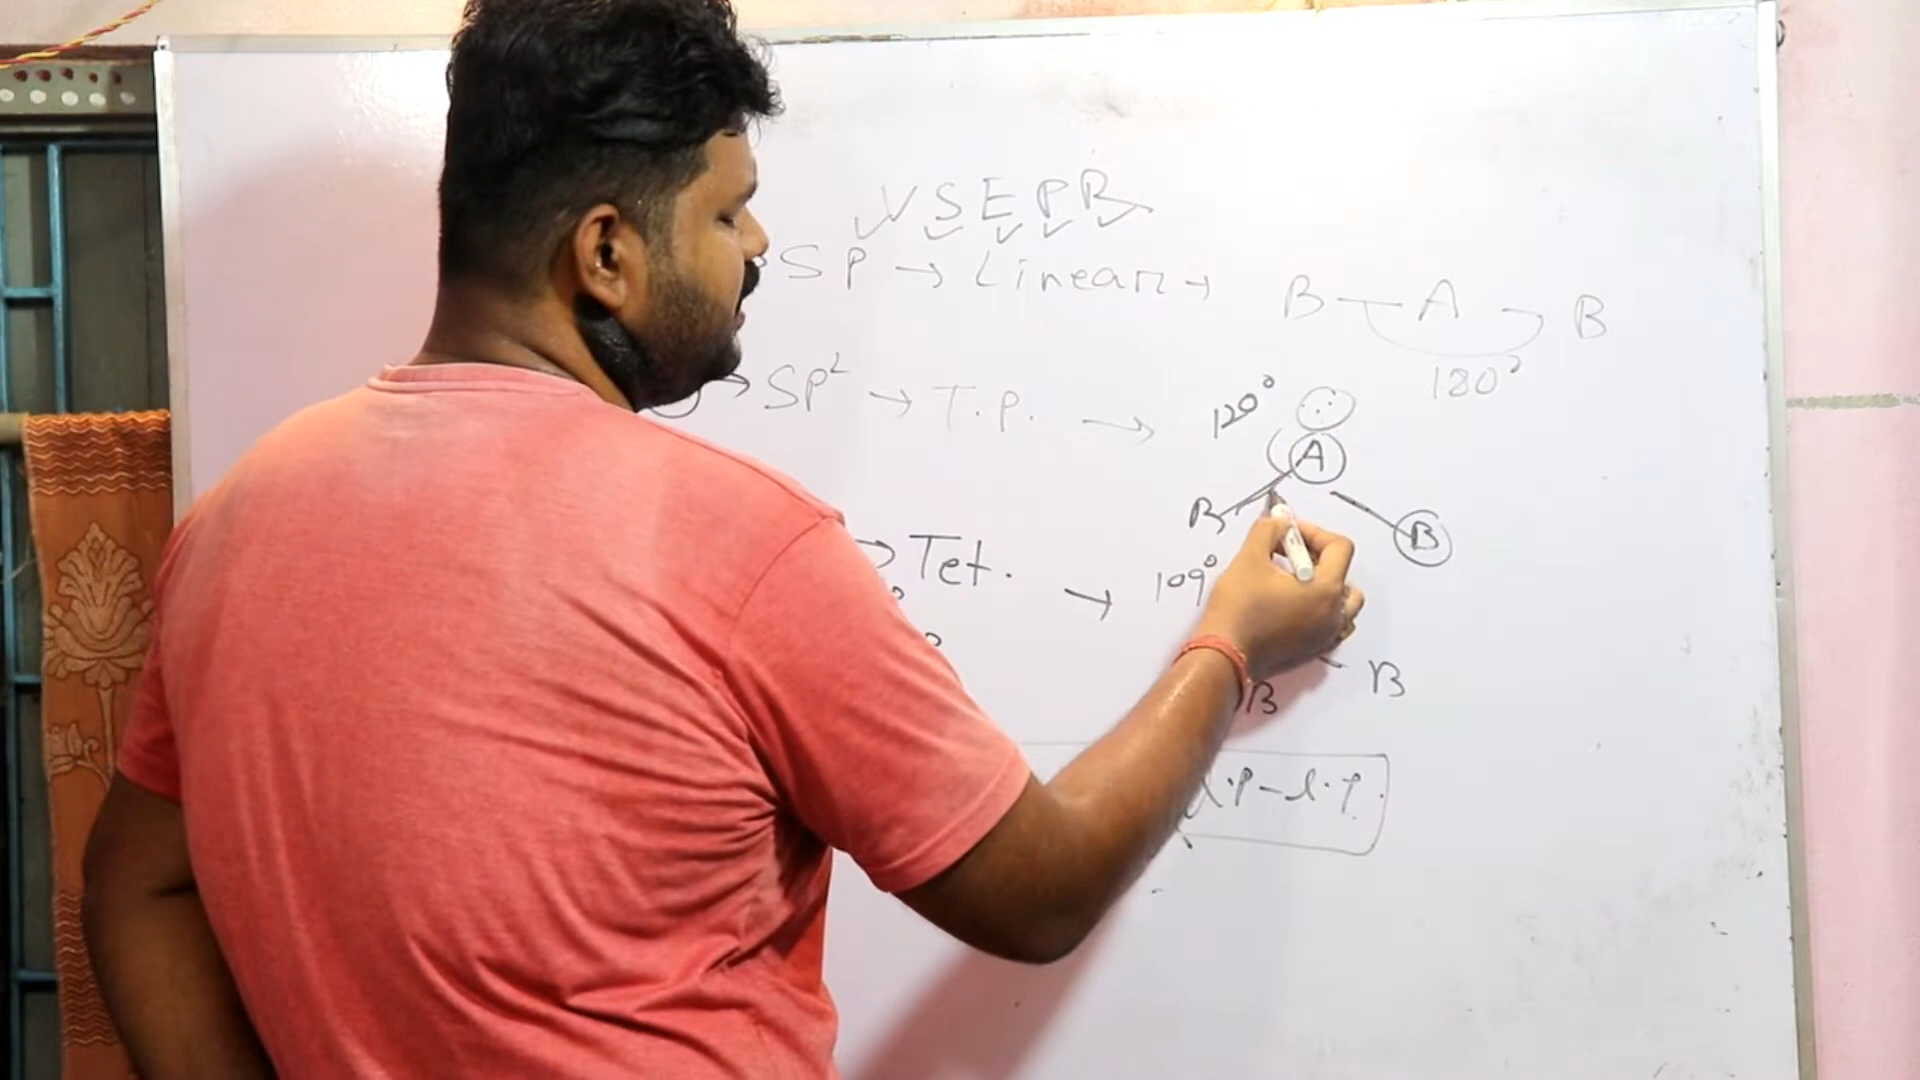 VSEPR
SP → Linear → B — A — B
180°
→ SP² → T.P. → 120° : A
B B
→ Tet. → 109°
B B
l.p - l.p.